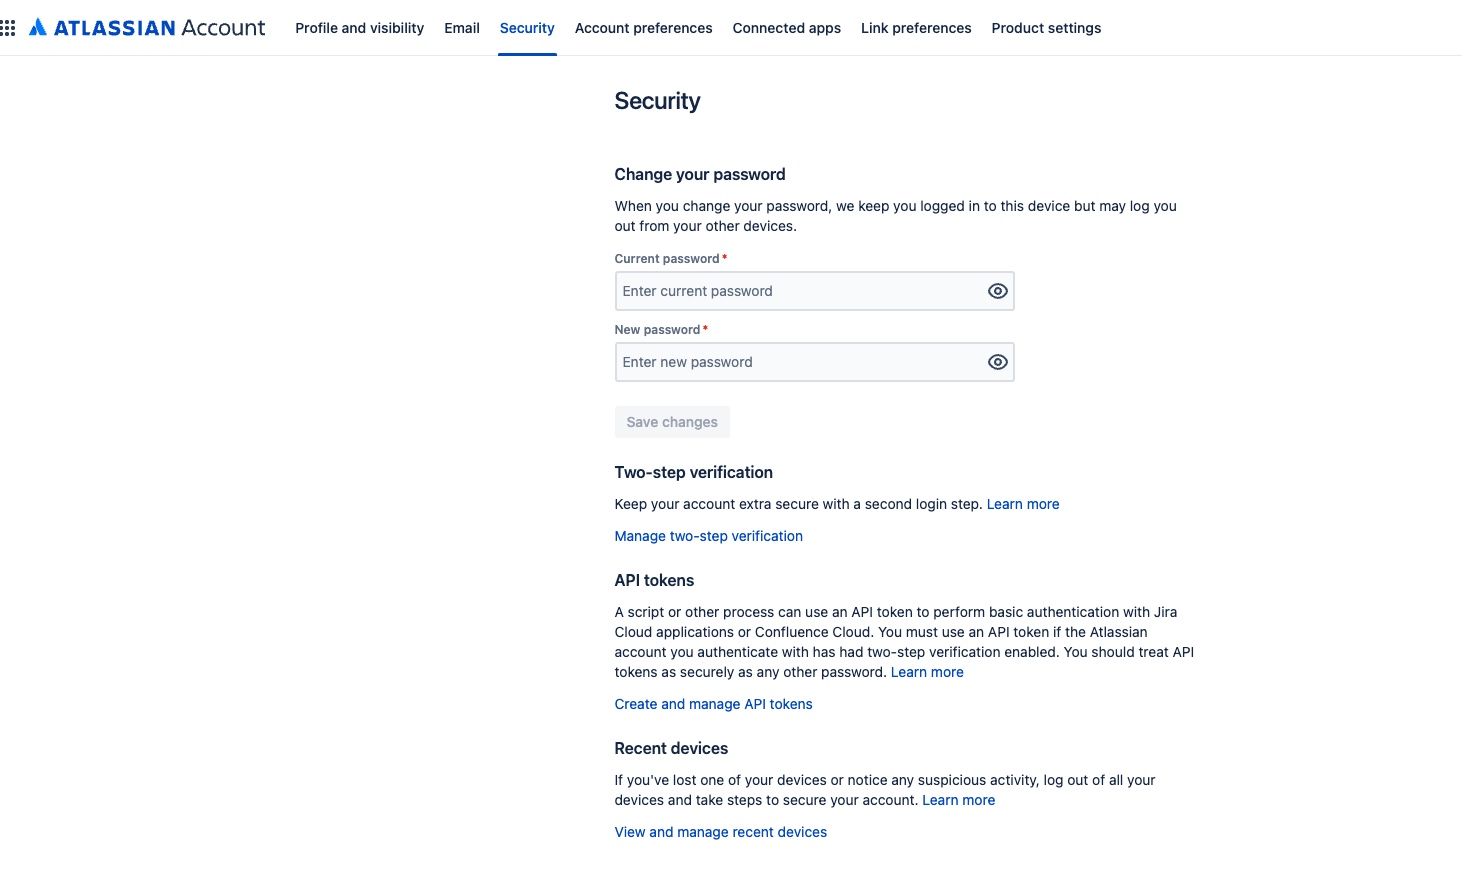 ATLASSIAN Account Profile and visibility Email Security Account preferences Connected apps Link preferences Product settings
Security
Change your password
When you change your password, we keep you logged in to this device but may log you
out from your other devices.
Current password *
Enter current password
New password *
Enter new password
Save changes
Two-step verification
Keep your account extra secure with a second login step. Learn more
Manage two-step verification
API tokens
A script or other process can use an API token to perform basic authentication with Jira
Cloud applications or Confluence Cloud. You must use an API token if the Atlassian
account you authenticate with has had two-step verification enabled. You should treat API
tokens as securely as any other password. Learn more
Create and manage API tokens
Recent devices
If you've lost one of your devices or notice any suspicious activity, log out of all your
devices and take steps to secure your account. Learn more
View and manage recent devices